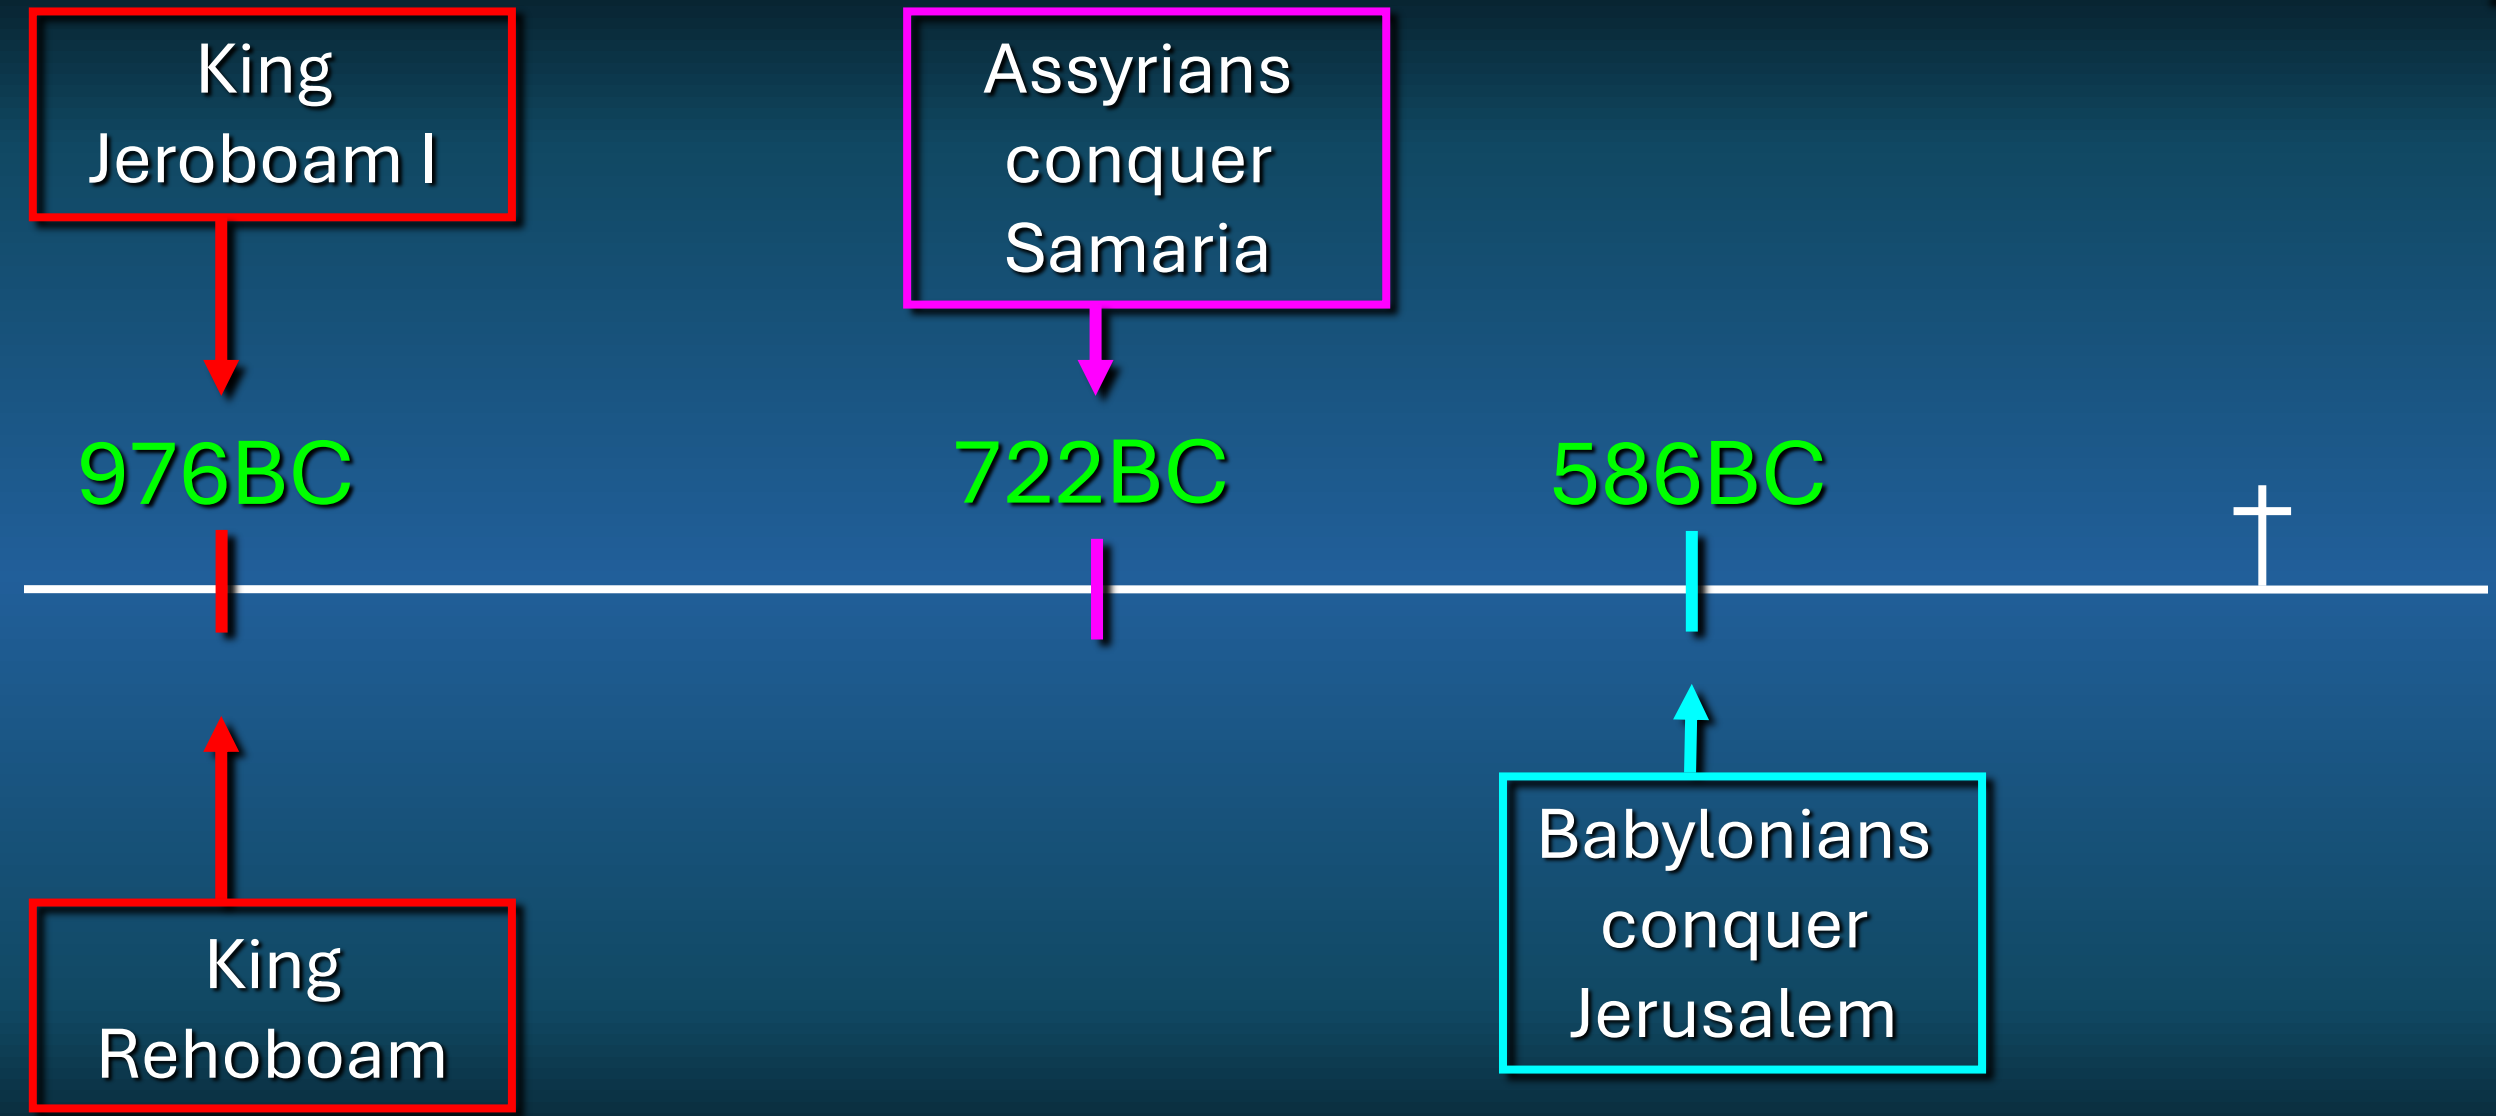 King
Jeroboam I
Assyrians
conquer
Samaria
976BC
722BC
586BC
King
Rehoboam
Babylonians
conquer
Jerusalem